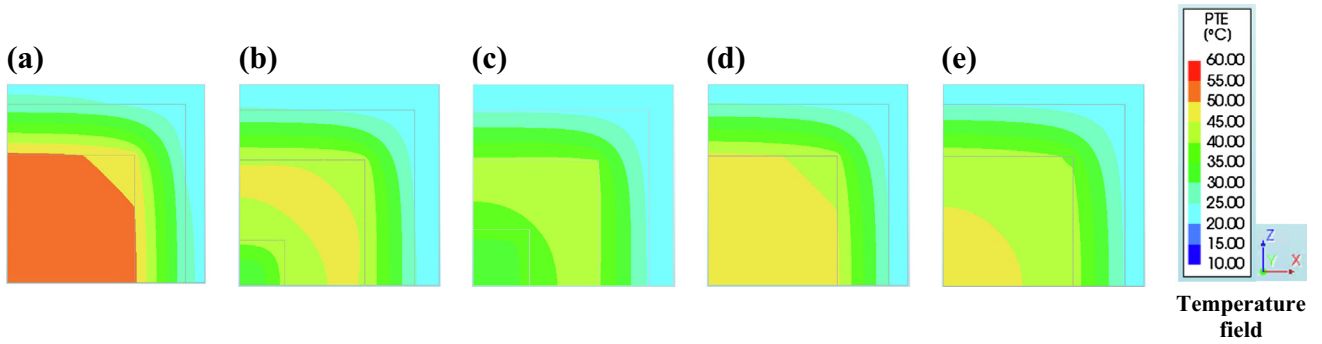 (a)
(b)
(c)
(d)
(e)
PTE
(°C)
60.00
55.00
50.00
45.00
40.00
35.00
30.00
25.00
20.00
15.00
10.00
Z
Y
X
Temperature
field